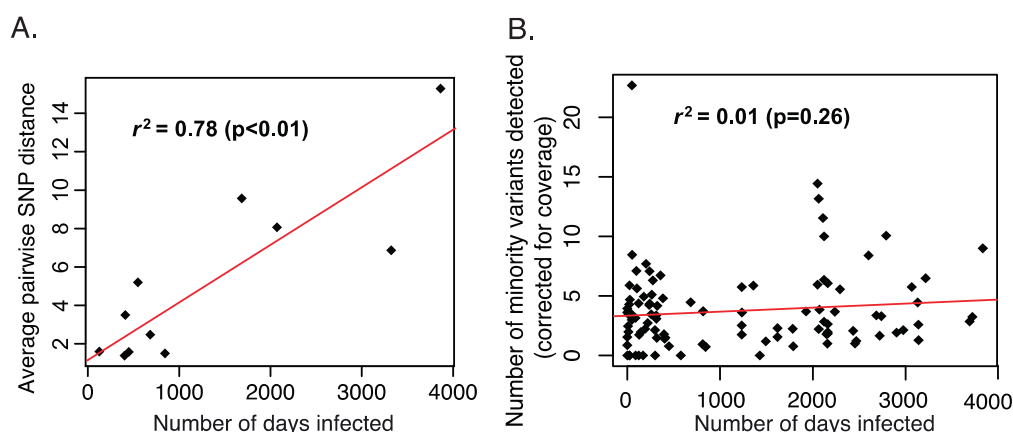 A.
Average pairwise SNP distance
14
12
10
8
6
4
2
r² = 0.78 (p<0.01)
0 1000 2000 3000 4000
Number of days infected
B.
Number of minority variants detected
(corrected for coverage)
20
15
10
5
0
r² = 0.01 (p=0.26)
0 1000 2000 3000 4000
Number of days infected